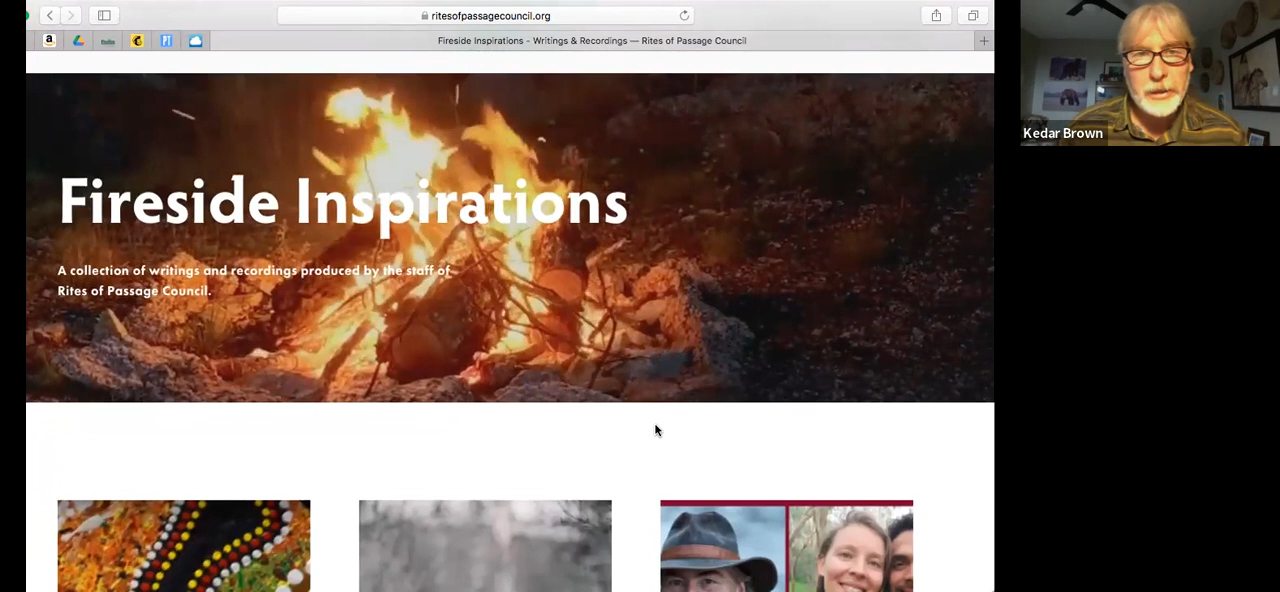 ritesofpassagecouncil.org
Fireside Inspirations - Writings & Recordings — Rites of Passage Council
Fireside Inspirations
A collection of writings and recordings produced by the staff of
Rites of Passage Council.
Kedar Brown